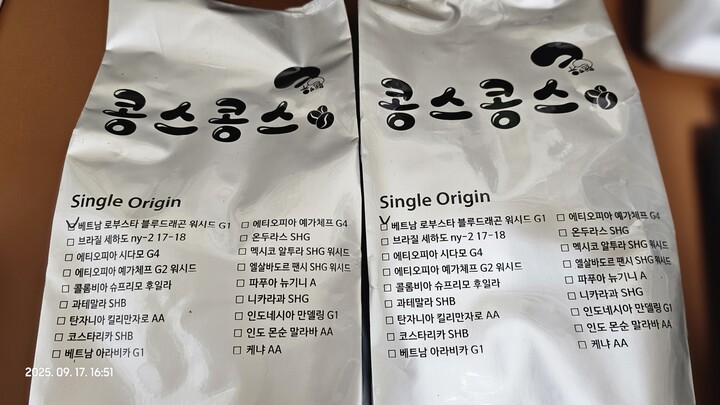 콩스콩스
Single Origin
베트남 로부스타 블루드래곤 워시드 G1
브라질 세하도 ny-2 17-18
에티오피아 시다모 G4
에티오피아 예가체프 G2 워시드
콜롬비아 슈프리모 후일라
과테말라 SHB
탄자니아 킬리만자로 AA
코스타리카 SHB
베트남 아라비카 G1
에티오피아 예가체프 G4
온두라스 SHG
멕시코 알투라 SHG 워시드
엘살바도르 팬시 SHG 워시드
파푸아 뉴기니 A
니카라과 SHG
인도네시아 만델링 G1
인도 몬순 말라바 AA
케냐 AA
콩스콩스
Single Origin
베트남 로부스타 블루드래곤 워시드 G1
브라질 세하도 ny-2 17-18
에티오피아 시다모 G4
에티오피아 예가체프 G2 워시드
콜롬비아 슈프리모 후일라
과테말라 SHB
탄자니아 킬리만자로 AA
코스타리카 SHB
베트남 아라비카 G1
에티오피아 예가체프 G4
온두라스 SHG
멕시코 알투라 SHG 워시드
엘살바도르 팬시 SHG 워시드
파푸아 뉴기니 A
니카라과 SHG
인도네시아 만델링 G1
인도 몬순 말라바 AA
케냐 AA
2025. 09. 17. 16:51